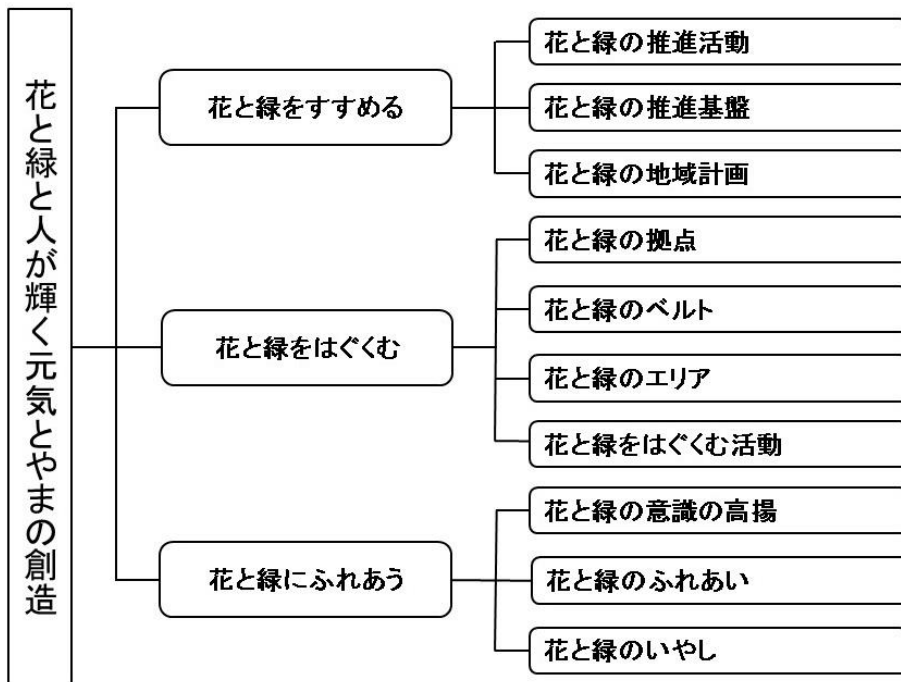 花と緑と人が輝く元気とやまの創造
花と緑をすすめる
花と緑の推進活動
花と緑の推進基盤
花と緑の地域計画
花と緑をはぐくむ
花と緑の拠点
花と緑のベルト
花と緑のエリア
花と緑をはぐくむ活動
花と緑にふれあう
花と緑の意識の高揚
花と緑のふれあい
花と緑のいやし